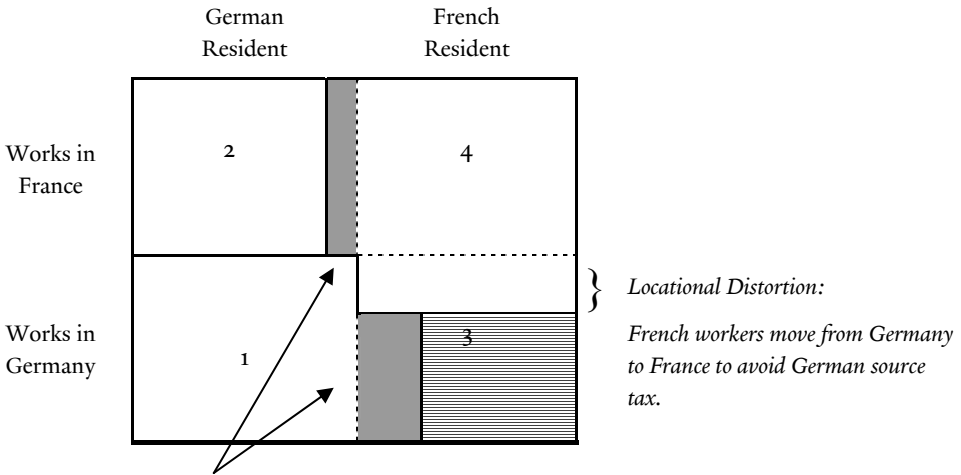 German
Resident
French
Resident
Works in
France
2
4
Locational Distortion:
French workers move from Germany
to France to avoid German source
tax.
Works in
Germany
1
3